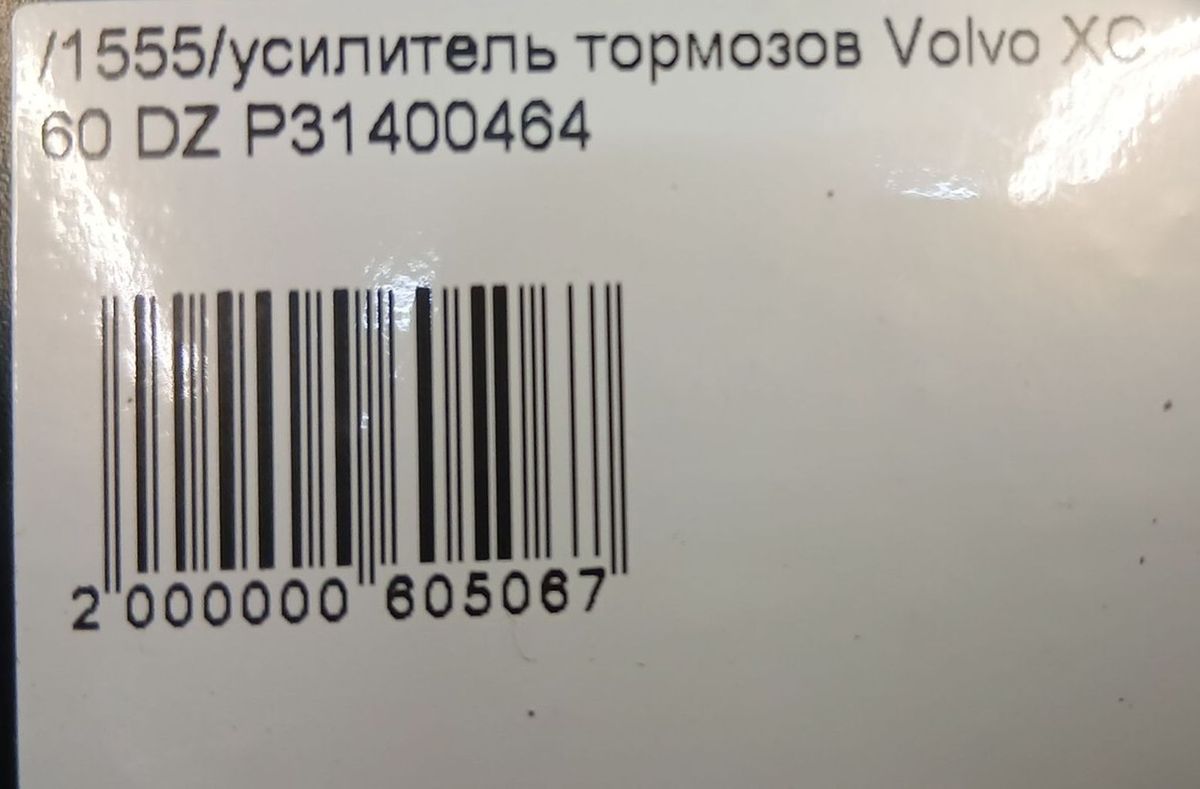 /1555/усилитель тормозов Volvo XC
60 DZ P31400464
2 000000 605067